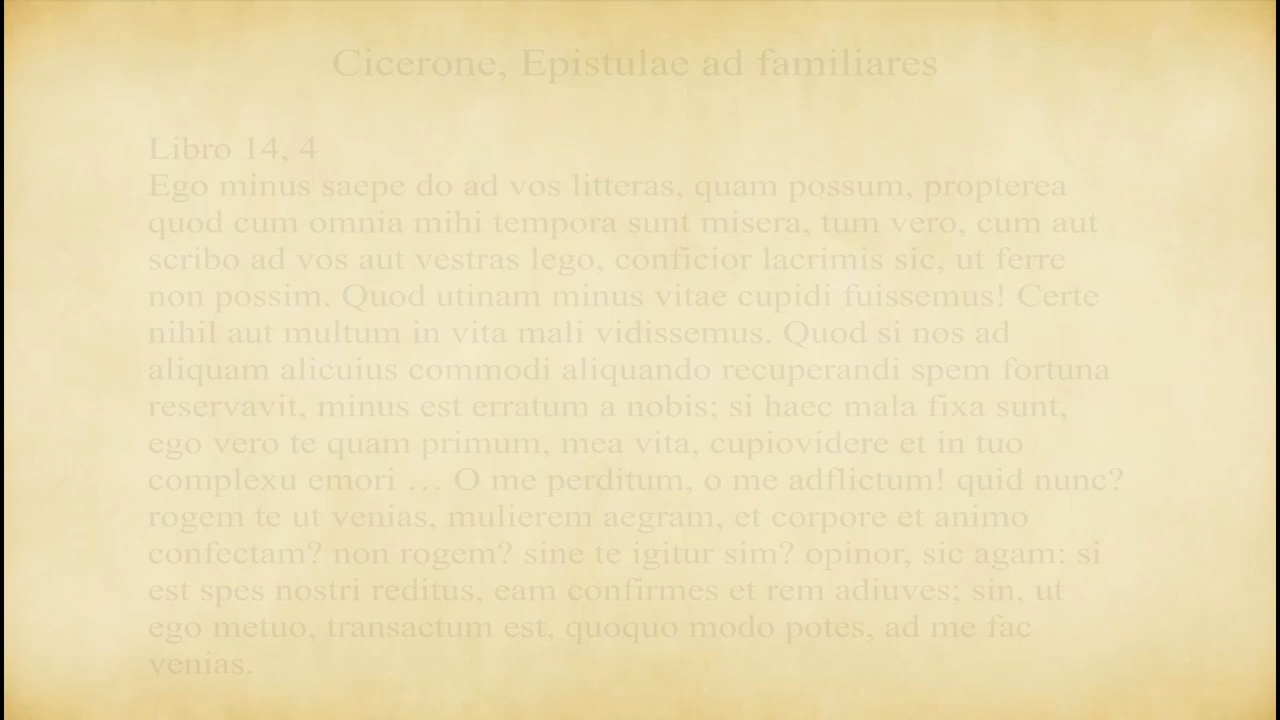 Cicerone, Epistulae ad familiares
Libro 14, 4
Ego minus saepe do ad vos litteras, quam possum, propterea
quod cum omnia mihi tempora sunt misera, tum vero, cum aut
scribo ad vos aut vestras lego, conficior lacrimis sic, ut ferre
non possim. Quod utinam minus vitae cupidi fuissemus! Certe
nihil aut multum in vita mali vidissemus. Quod si nos ad
aliquam alicuius commodi aliquando recuperandi spem fortuna
reservavit, minus est erratum a nobis; si haec mala fixa sunt,
ego vero te quam primum, mea vita, cupiovidere et in tuo
complexu emori … O me perditum, o me adflictum! quid nunc?
rogem te ut venias, mulierem aegram, et corpore et animo
confectam? non rogem? sine te igitur sim? opinor, sic agam: si
est spes nostri reditus, eam confirmes et rem adiuves; sin, ut
ego metuo, transactum est, quoquo modo potes, ad me fac
venias.